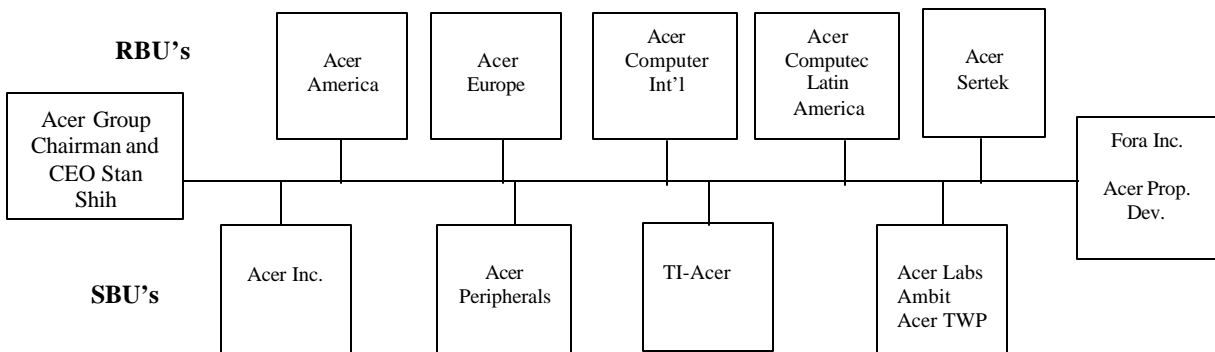 RBU's
Acer
America
Acer
Europe
Acer
Computer
Int'l
Acer
Computec
Latin
America
Acer
Sertek
Acer Group
Chairman and
CEO Stan
Shih
Fora Inc.
Acer Prop.
Dev.
SBU's
Acer Inc.
Acer
Peripherals
TI-Acer
Acer Labs
Ambit
Acer TWP